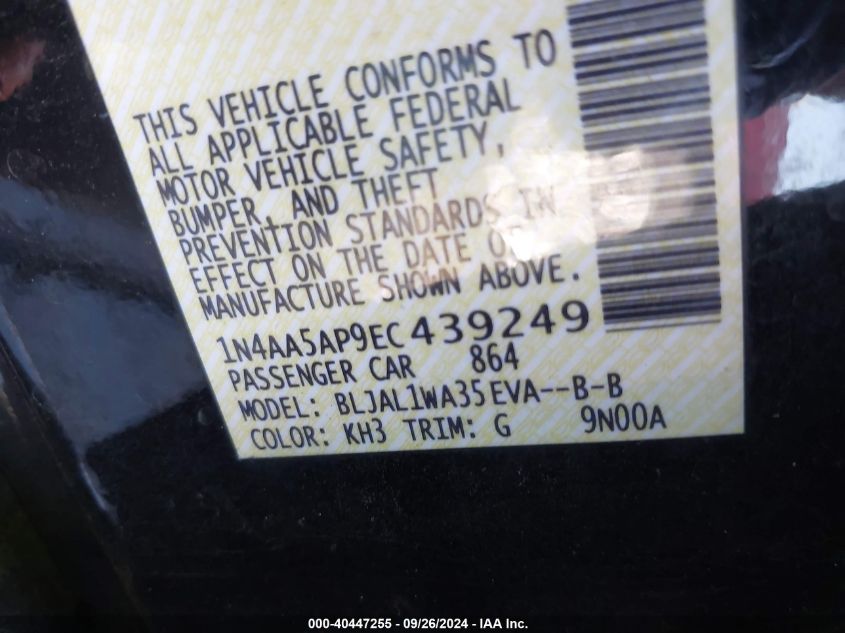 THIS VEHICLE CONFORMS TO
ALL APPLICABLE FEDERAL
MOTOR VEHICLE SAFETY,
BUMPER, AND THEFT
PREVENTION STANDARDS IN
EFFECT ON THE DATE OF
MANUFACTURE SHOWN ABOVE.
1N4AA5AP9EC439249
PASSENGER CAR 864
MODEL: BLJAL1WA35EVA--B-B
COLOR: KH3 TRIM: G 9N00A
000-40447255 - 09/26/2024 - IAA Inc.